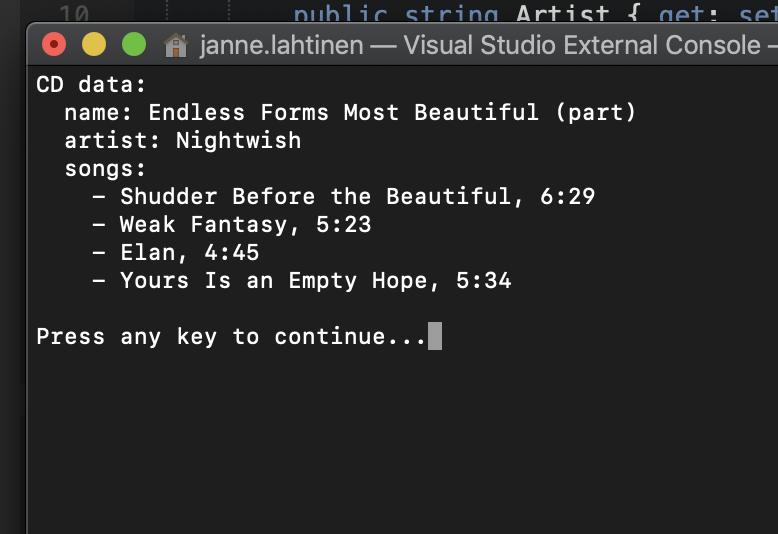 10 public string Artist { get; set
janne.lahtinen — Visual Studio External Console –
CD data:
name: Endless Forms Most Beautiful (part)
artist: Nightwish
songs:
– Shudder Before the Beautiful, 6:29
– Weak Fantasy, 5:23
– Elan, 4:45
– Yours Is an Empty Hope, 5:34
Press any key to continue...